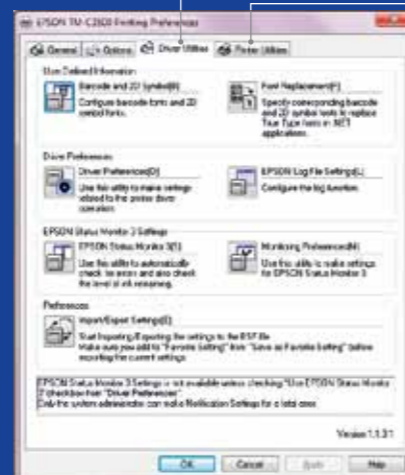 EPSON TM-C3500 Printing Preferences
General Options Driver Utilities Printer Utilities
User Defined Information
Barcode and 2D Symbol(B)
Configure barcode fonts and 2D
symbol fonts.
Font Replacement(F)
Specify corresponding barcode
and 2D symbol fonts to replace
True Type fonts in .NET
applications.
Driver Preferences
Driver Preferences(D)
Use this utility to make settings
related to the printer driver
operation.
EPSON Log File Settings(L)
Configure the log function.
EPSON Status Monitor 3 Settings
EPSON Status Monitor 3(S)
Use this utility to automatically
check for errors and also check
the level of ink remaining.
Monitoring Preferences(M)
Use this utility to make settings
for EPSON Status Monitor 3.
Preferences
Import/Export Settings(E)
Start Importing/Exporting the settings to the BSF file
Make sure you add to "Favorite Setting" from "Save as Favorite Setting" before
exporting the current settings
EPSON Status Monitor 3 Settings is not available unless checking "Use EPSON Status Monitor
3" checkbox from "Driver Preferences".
Only the system administrator can make Notification Settings for a total area
Version 1.1.3.1
OK Cancel Apply Help